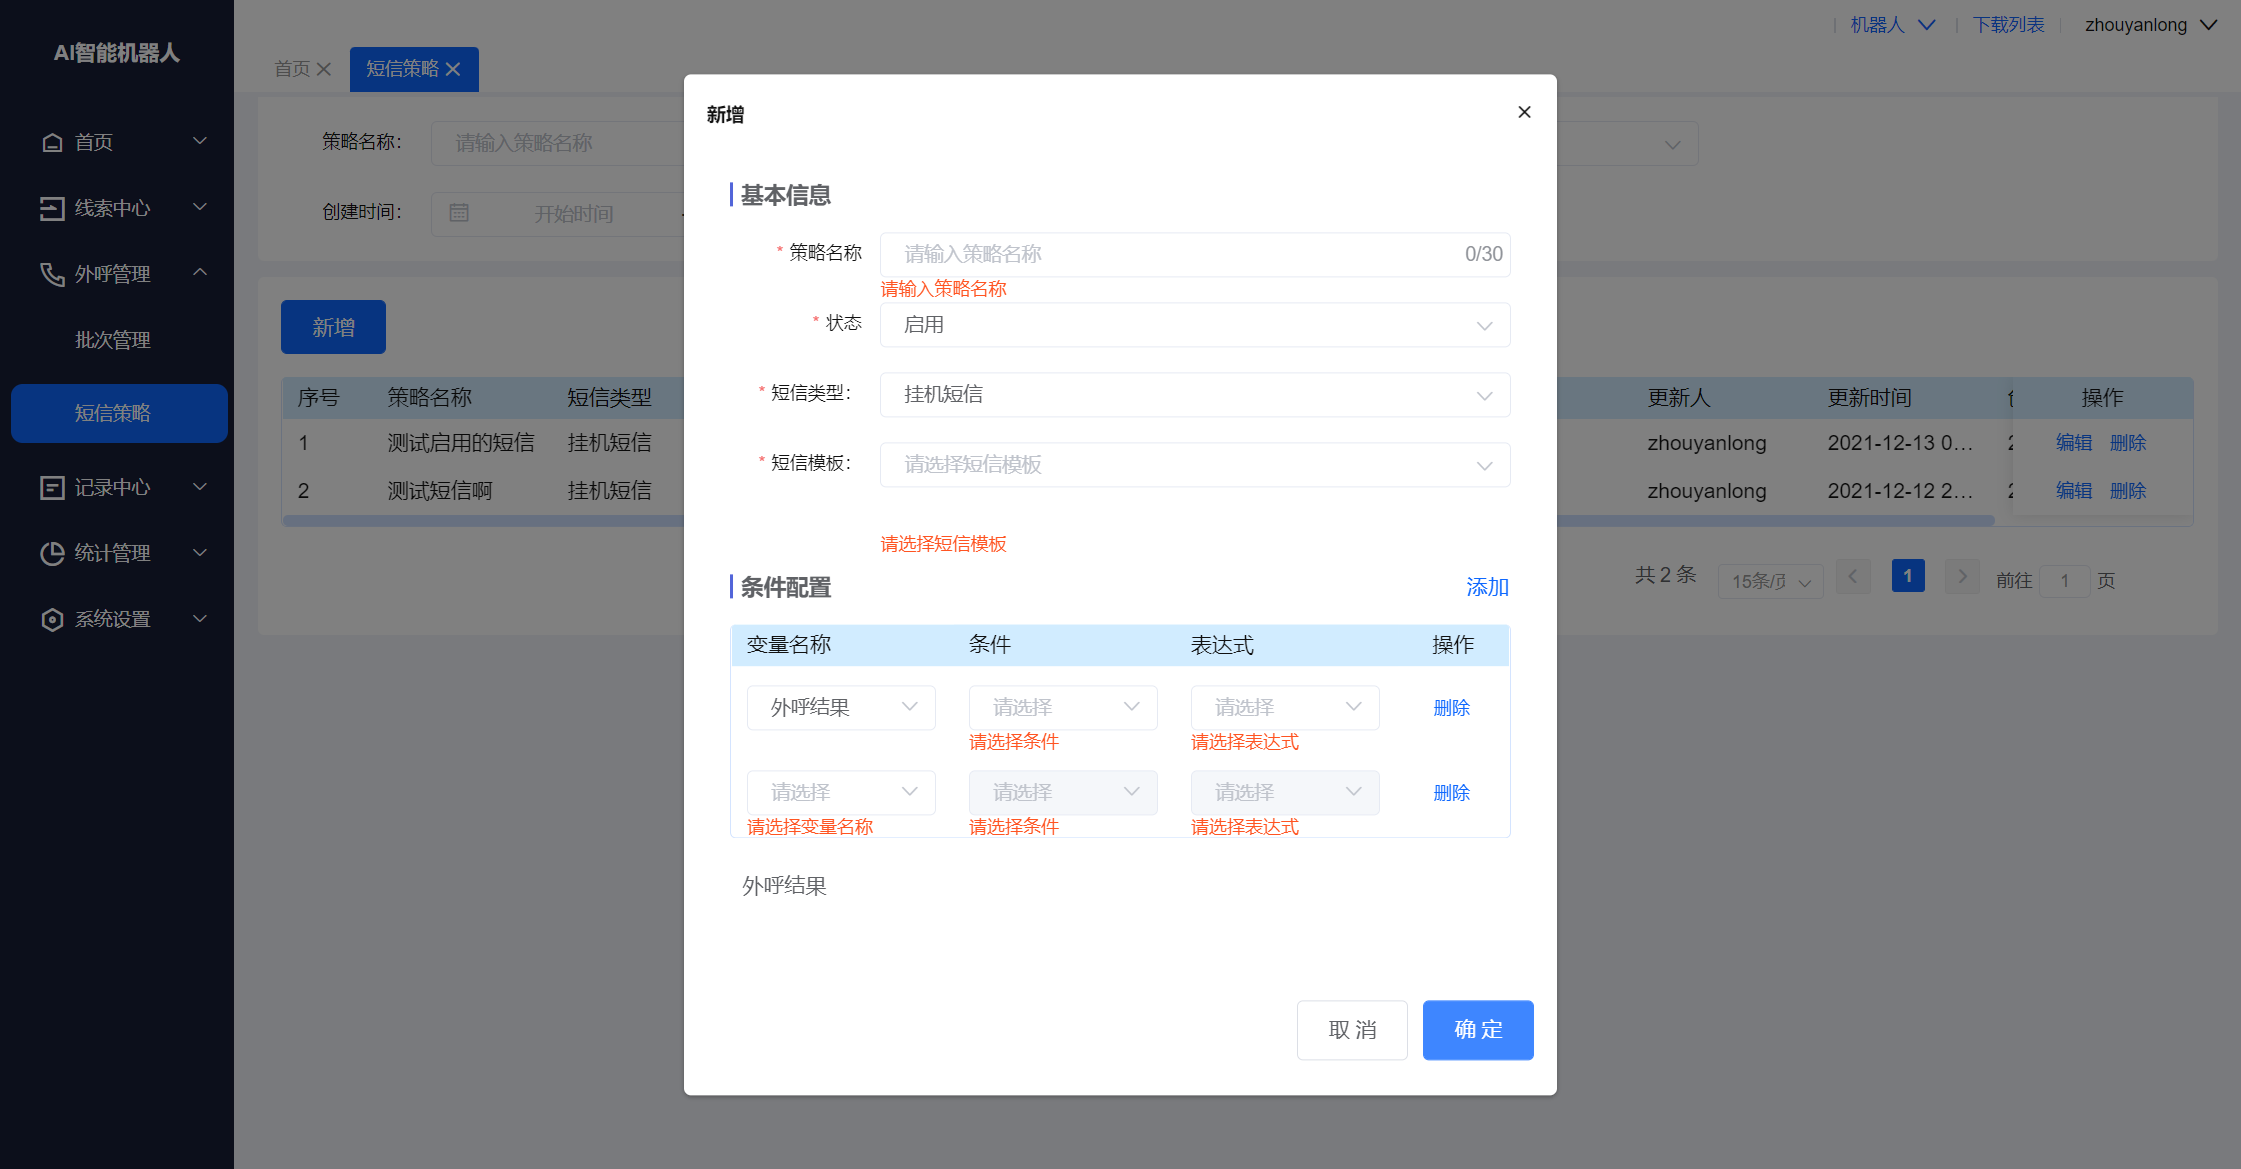 AI智能机器人
首页
线索中心
外呼管理
批次管理
短信策略
记录中心
统计管理
系统设置
机器人
下载列表
zhouyanlong
首页
短信策略
策略名称:
请输入策略名称
创建时间:
开始时间
新增
序号 策略名称 短信类型 更新人 更新时间 操作
1 测试启用的短信 挂机短信 zhouyanlong 2021-12-13 0... 编辑 删除
2 测试短信啊 挂机短信 zhouyanlong 2021-12-12 2... 编辑 删除
共 2 条 15条/页 1 前往 1 页
新增
基本信息
* 策略名称 请输入策略名称 0/30
请输入策略名称
* 状态 启用
* 短信类型: 挂机短信
* 短信模板: 请选择短信模板
请选择短信模板
条件配置 添加
变量名称 条件 表达式 操作
外呼结果 请选择 请选择 删除
请选择条件 请选择表达式
请选择 请选择 请选择 删除
请选择变量名称 请选择条件 请选择表达式
外呼结果
取 消 确 定